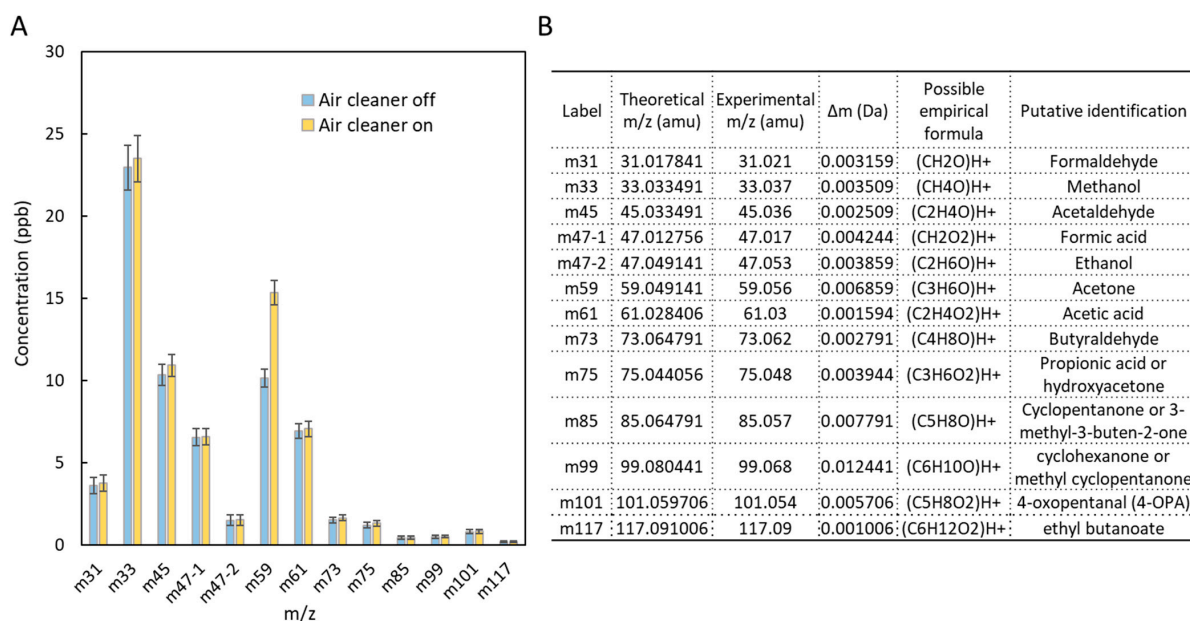 A
B
30
25
20
15
10
5
0
Concentration (ppb)
Air cleaner off
Air cleaner on
m31 m33 m45 m47-1 m47-2 m59 m61 m73 m75 m85 m99 m101 m117
m/z
Label Theoretical m/z (amu) Experimental m/z (amu) Δm (Da) Possible empirical formula Putative identification
m31 31.017841 31.021 0.003159 (CH2O)H+ Formaldehyde
m33 33.033491 33.037 0.003509 (CH4O)H+ Methanol
m45 45.033491 45.036 0.002509 (C2H4O)H+ Acetaldehyde
m47-1 47.012756 47.017 0.004244 (CH2O2)H+ Formic acid
m47-2 47.049141 47.053 0.003859 (C2H6O)H+ Ethanol
m59 59.049141 59.056 0.006859 (C3H6O)H+ Acetone
m61 61.028406 61.03 0.001594 (C2H4O2)H+ Acetic acid
m73 73.064791 73.062 0.002791 (C4H8O)H+ Butyraldehyde
m75 75.044056 75.048 0.003944 (C3H6O2)H+ Propionic acid or hydroxyacetone
m85 85.064791 85.057 0.007791 (C5H8O)H+ Cyclopentanone or 3-methyl-3-buten-2-one
m99 99.080441 99.068 0.012441 (C6H10O)H+ cyclohexanone or methyl cyclopentanone
m101 101.059706 101.054 0.005706 (C5H8O2)H+ 4-oxopentanal (4-OPA)
m117 117.091006 117.09 0.001006 (C6H12O2)H+ ethyl butanoate